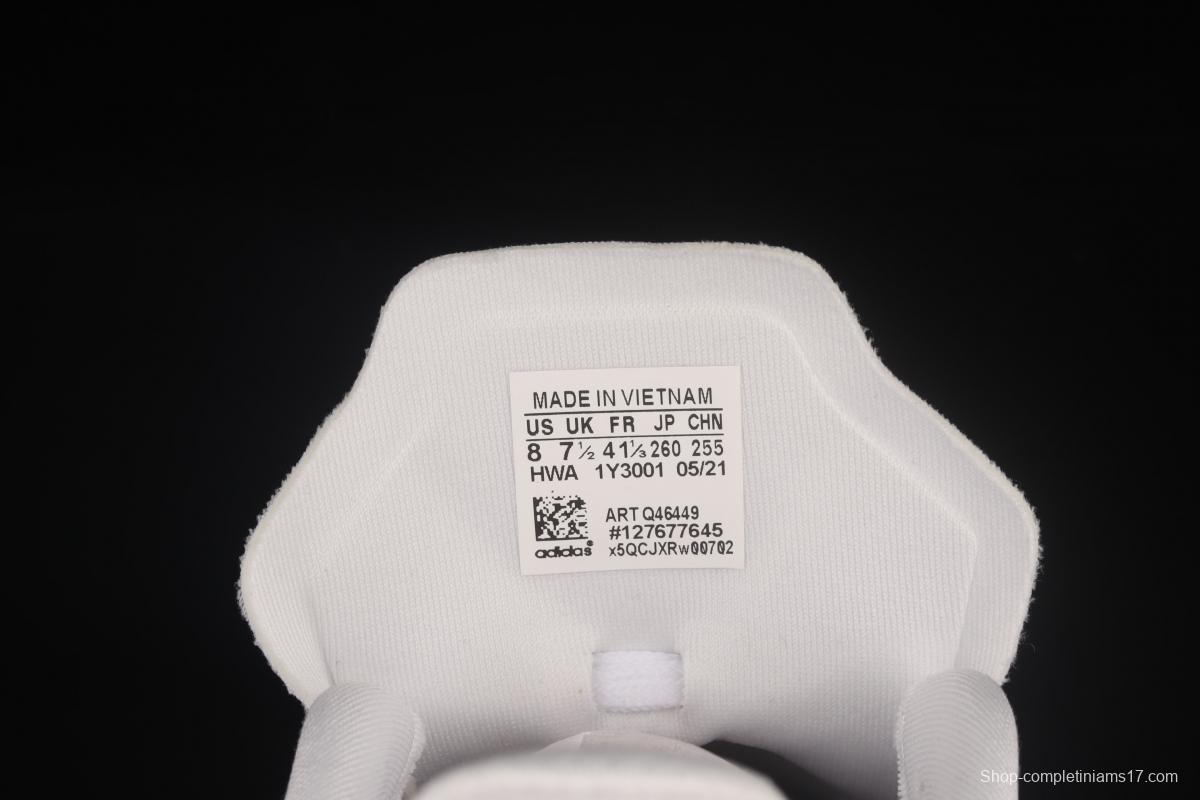 MADE IN VIETNAM
US UK FR JP CHN
8 7½ 41⅓ 260 255
HWA 1Y3001 05/21
ART Q46449
#127677645
adidas® x5QCJXRw00702
Shop-completiniams17.com